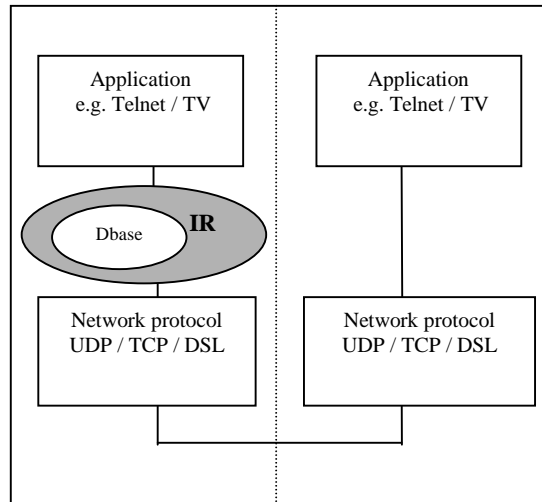 Application
e.g. Telnet / TV
Application
e.g. Telnet / TV
IR
Dbase
Network protocol
UDP / TCP / DSL
Network protocol
UDP / TCP / DSL